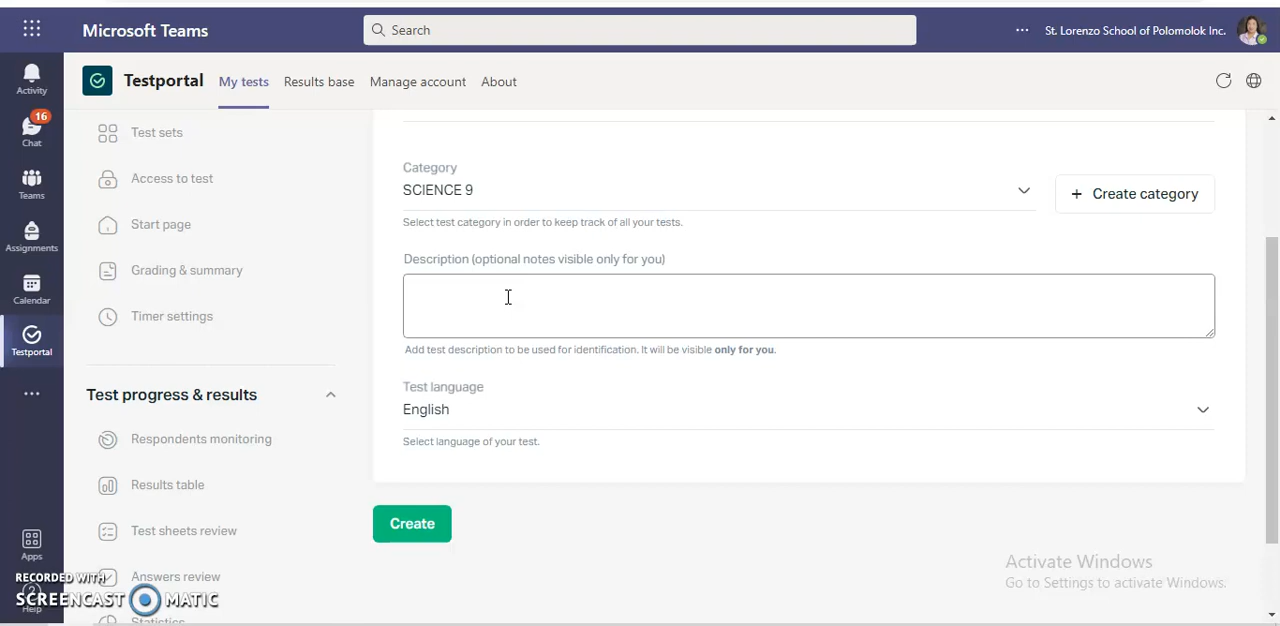 Microsoft Teams
Search
St. Lorenzo School of Polomolok Inc.
Activity
16
Chat
Teams
Assignments
Calendar
Testportal
Apps
Help
Testportal
My tests
Results base
Manage account
About
Test sets
Access to test
Start page
Grading & summary
Timer settings
Test progress & results
Respondents monitoring
Results table
Test sheets review
Answers review
Statistics
Category
SCIENCE 9
+ Create category
Select test category in order to keep track of all your tests.
Description (optional notes visible only for you)
Add test description to be used for identification. It will be visible only for you.
Test language
English
Select language of your test.
Create
Activate Windows
Go to Settings to activate Windows.
RECORDED WITH
SCREENCAST MATIC